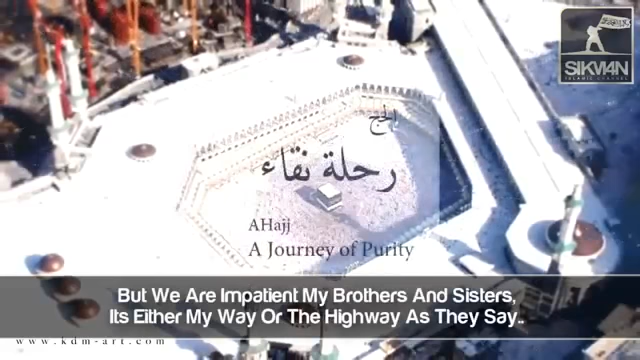 SIKVAN
ISLAMIC CHANNEL
الحج
رحلة نقاء
AHajj
A Journey of Purity
But We Are Impatient My Brothers And Sisters,
Its Either My Way Or The Highway As They Say..
www.kdm-art.com